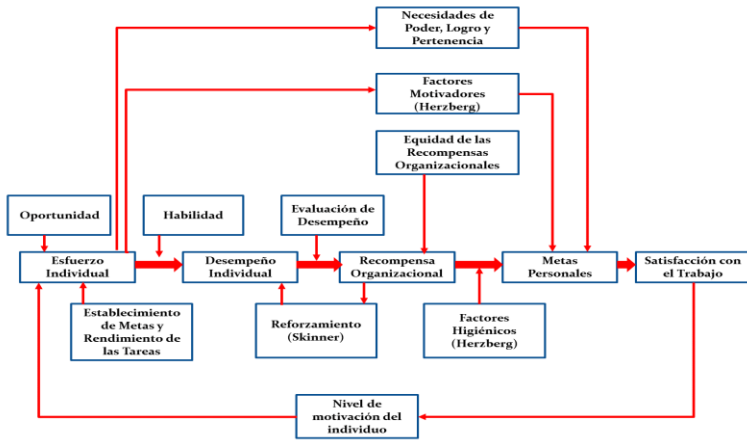 Necesidades de
Poder, Logro y
Pertenencia
Factores
Motivadores
(Herzberg)
Equidad de las
Recompensas
Organizacionales
Oportunidad
Habilidad
Evaluación de
Desempeño
Esfuerzo
Individual
Desempeño
Individual
Recompensa
Organizacional
Metas
Personales
Satisfacción con
el Trabajo
Establecimiento
de Metas y
Rendimiento de
las Tareas
Reforzamiento
(Skinner)
Factores
Higiénicos
(Herzberg)
Nivel de
motivación del
individuo